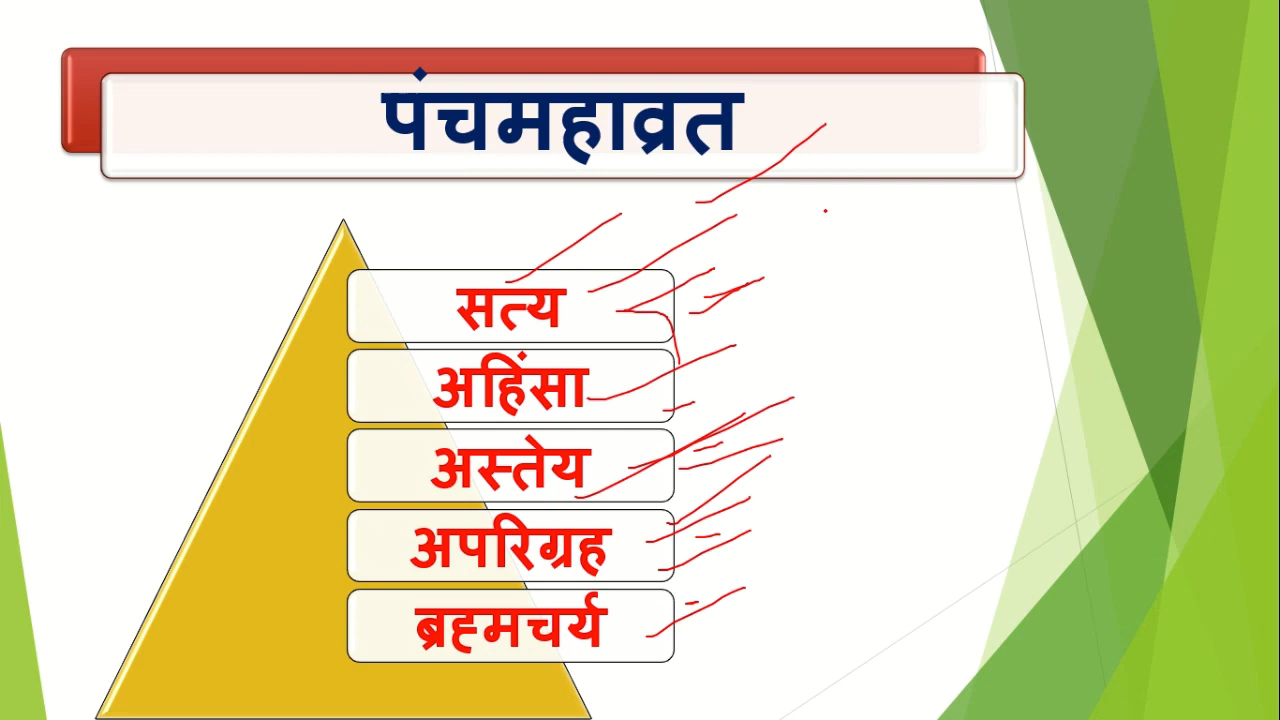 पंचमहाव्रत
सत्य
अहिंसा
अस्तेय
अपरिग्रह
ब्रह्मचर्य